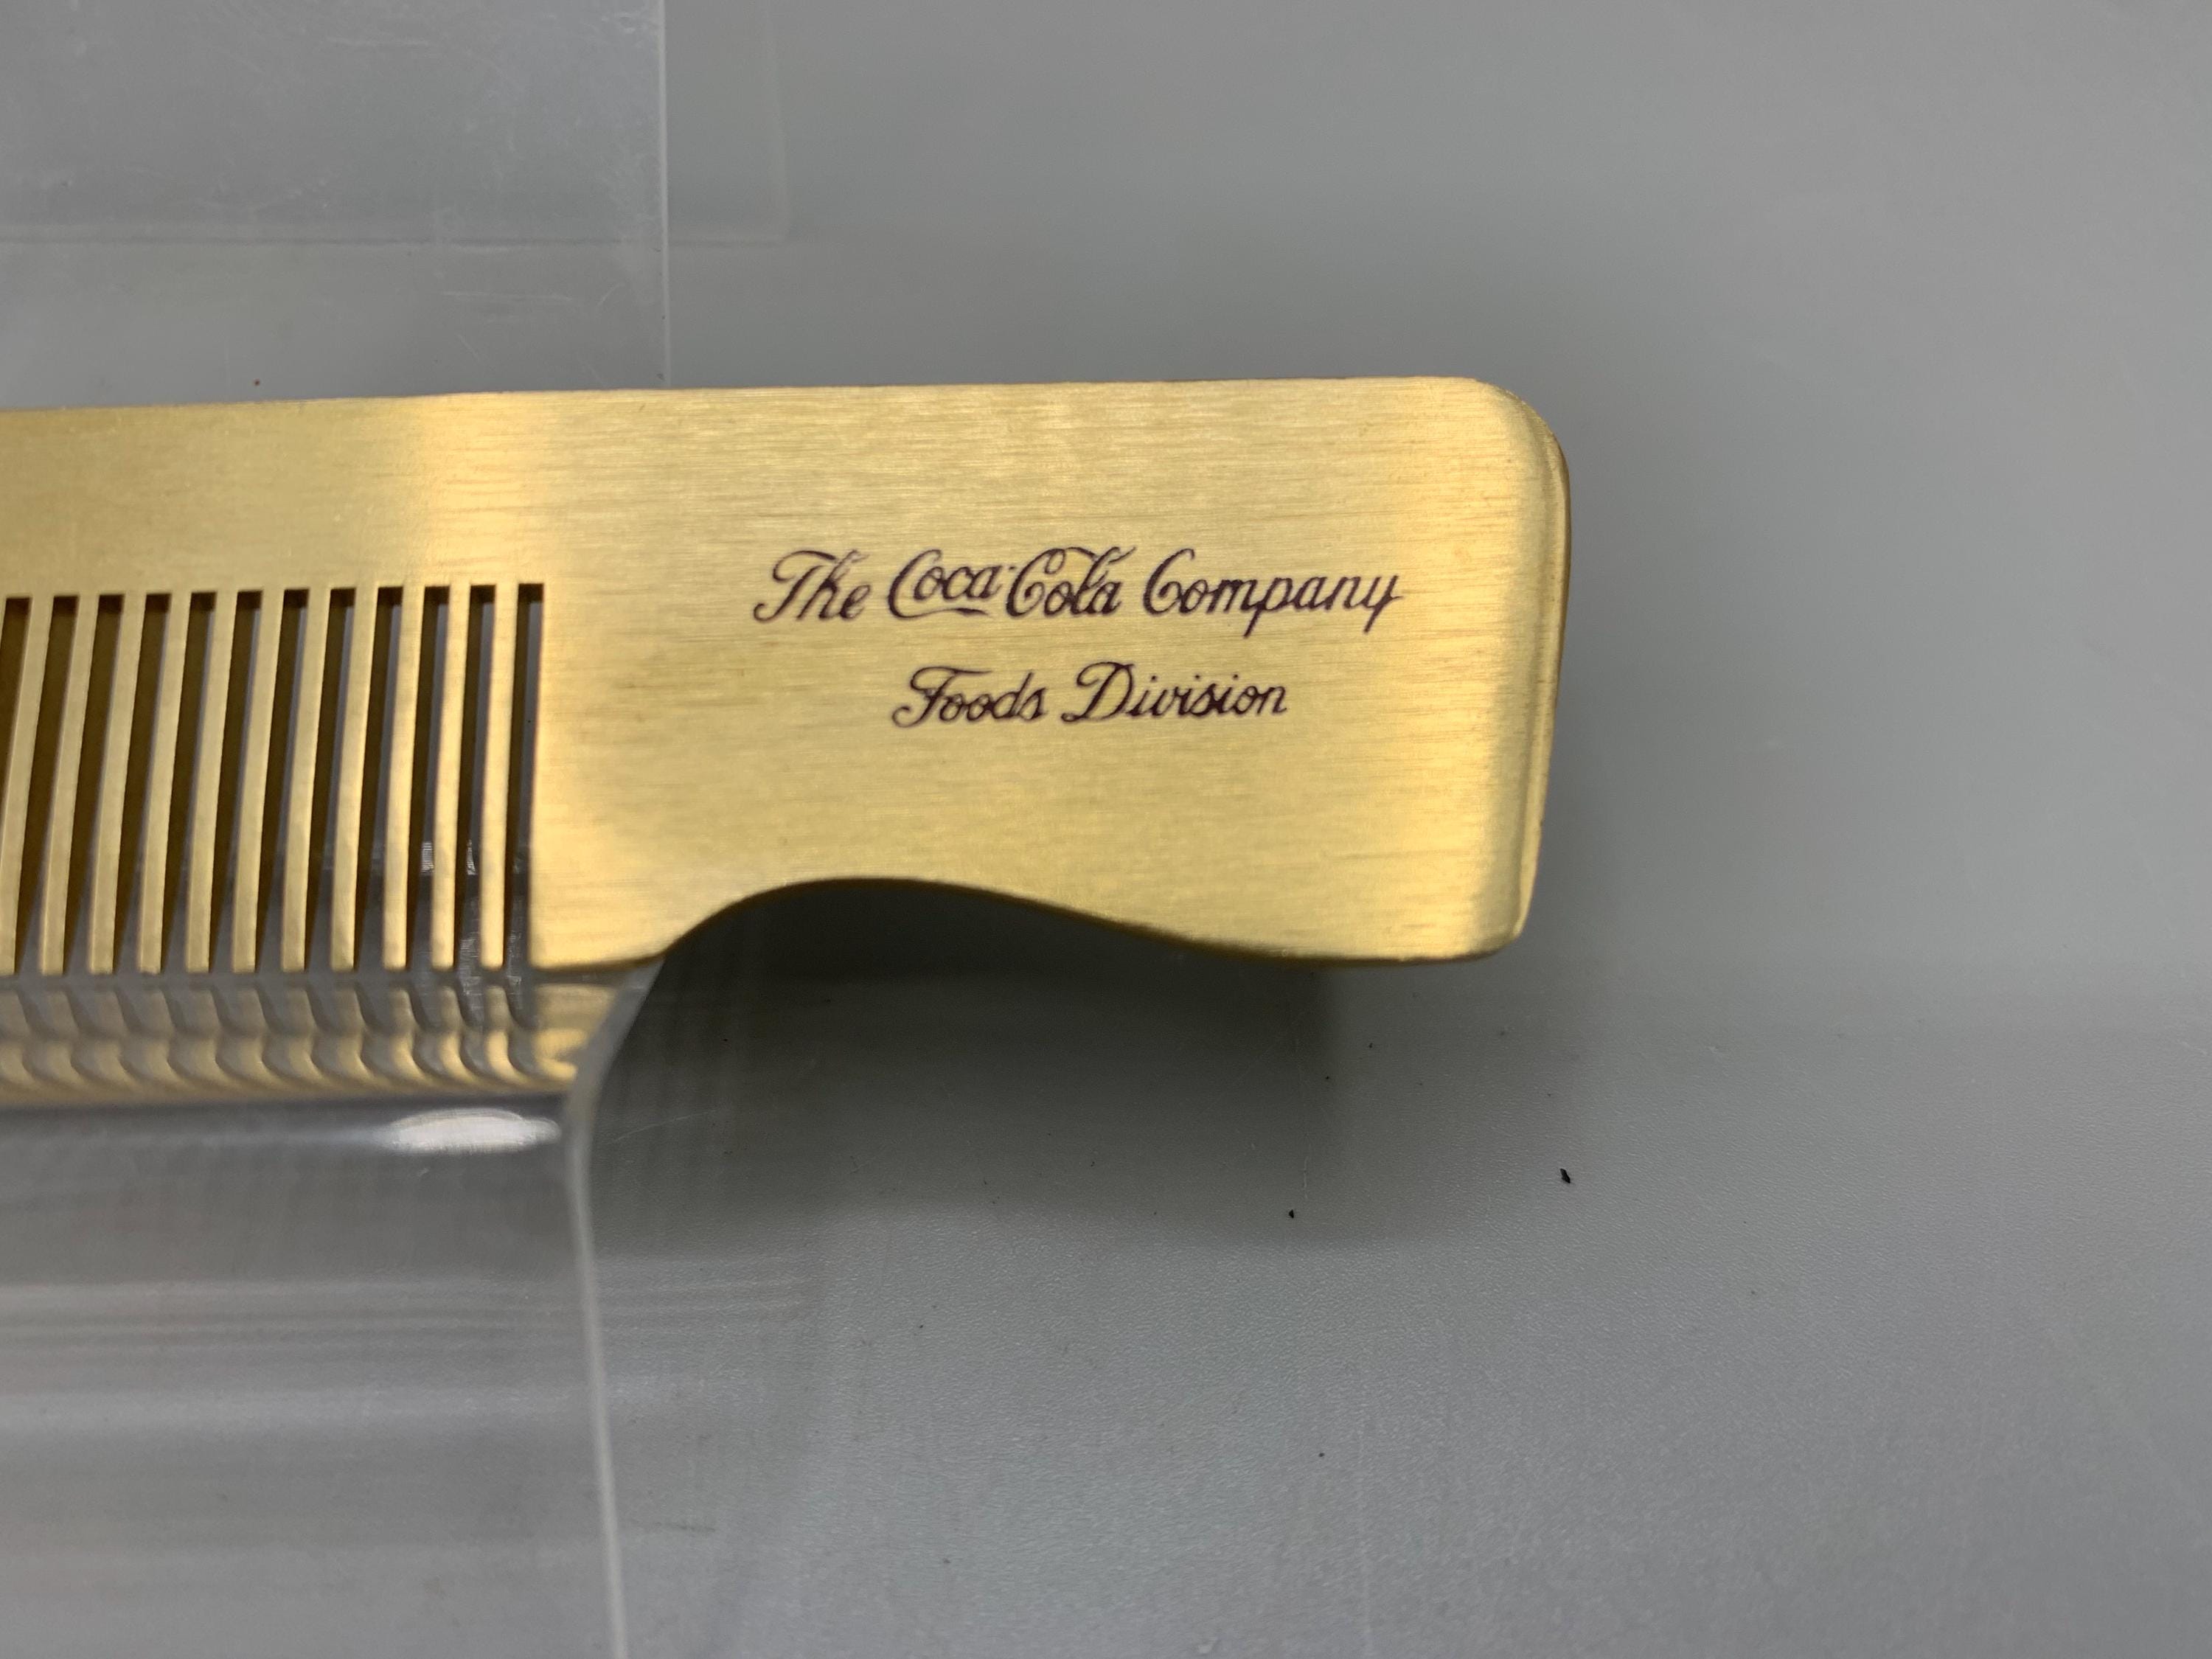 The Coca-Cola Company
Foods Division